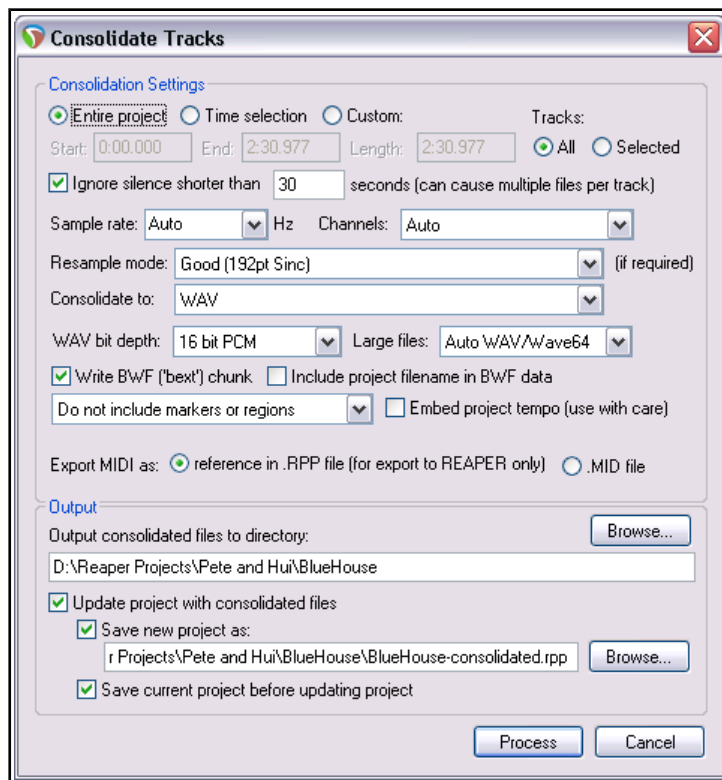 Consolidate Tracks
Consolidation Settings
Entire project Time selection Custom: Tracks:
Start: 0:00.000 End: 2:30.977 Length: 2:30.977 All Selected
Ignore silence shorter than 30 seconds (can cause multiple files per track)
Sample rate: Auto Hz Channels: Auto
Resample mode: Good (192pt Sinc) (if required)
Consolidate to: WAV
WAV bit depth: 16 bit PCM Large files: Auto WAV/Wave64
Write BWF ('bext') chunk Include project filename in BWF data
Do not include markers or regions Embed project tempo (use with care)
Export MIDI as: reference in .RPP file (for export to REAPER only) .MID file
Output
Output consolidated files to directory: Browse...
D:\Reaper Projects\Pete and Hui\BlueHouse
Update project with consolidated files
Save new project as:
r Projects\Pete and Hui\BlueHouse\BlueHouse-consolidated.rpp Browse...
Save current project before updating project
Process Cancel